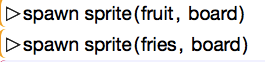 ▷spawn sprite(fruit, board)
▷spawn sprite(fries, board)